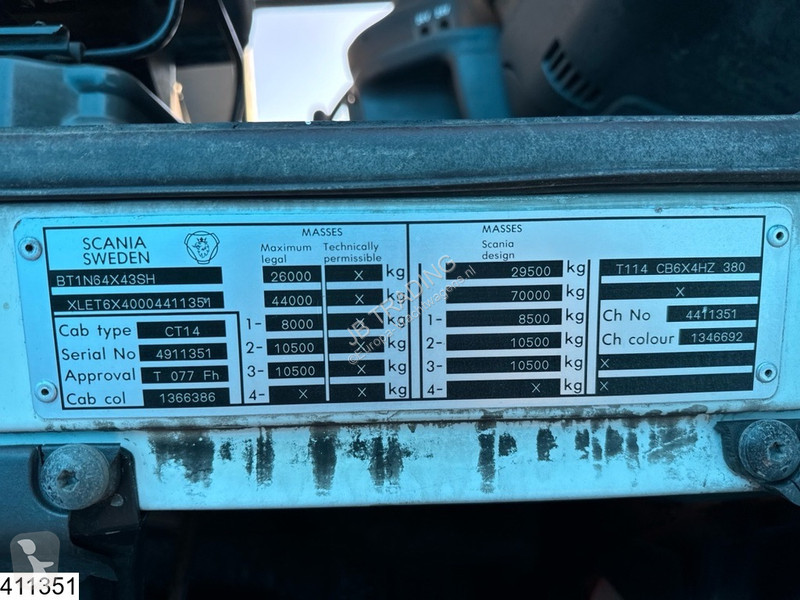 SCANIA
SWEDEN
BT1N64X43SH
XLET6X4000441135M
Cab type CT14
Serial No 4911351
Approval T 077 Fh
Cab col 1366386
MASSES
Maximum legal Technically permissible
26000 X kg
44000 X kg
1- 8000 X kg
2- 10500 X kg
3- 10500 X kg
4- X X kg
MASSES
Scania design
29500 kg
70000 kg
1- 8500 kg
2- 10500 kg
3- 10500 kg
4- X kg
T114 CB6X4HZ 380
X
Ch No 4411351
Ch colour 1346692
X
X
JB TRADING
411351